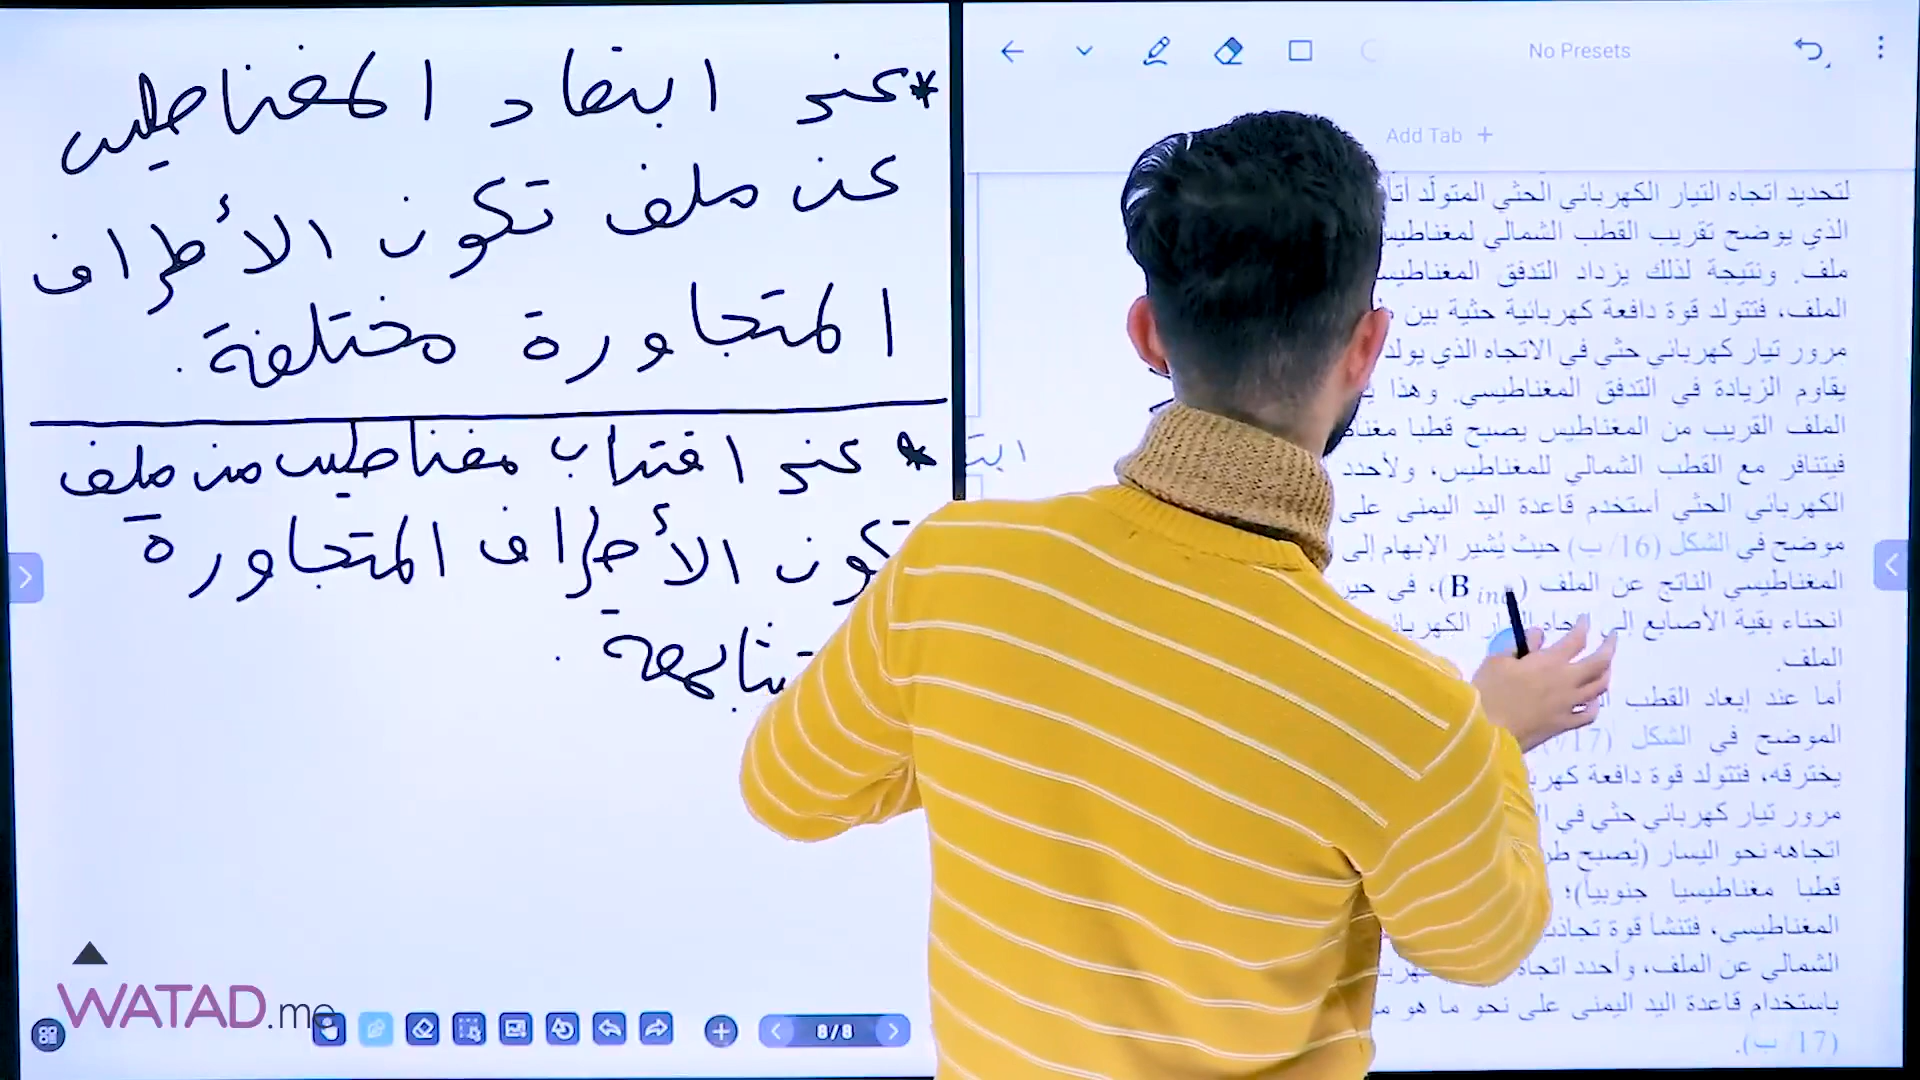 *عند ابتعاد المغناطيس
عن ملف تكون الأطراف
المتجاورة مختلفة.
* عند اقتراب مغناطيس من ملف
تكون الأطراف المتجاورة
.
No Presets
Add Tab +
لتحديد اتجاه التيار الكهربائي الحثي المتولد
الذي يوضح تقريب القطب الشمالي
ملف. ونتيجة لذلك يزداد التدفق
الملف، فتتولد قوة دافعة كهربائية حثية بين
مرور تيار كهربائي حثي في الاتجاه الذي
يقاوم الزيادة في التدفق المغناطيسي. وهذا
الملف القريب من المغناطيس يصبح قطبا
فيتنافر مع القطب الشمالي للمغناطيس، ولأحدد
الكهربائي الحثي أستخدم قاعدة اليد اليمنى على
موضح في الشكل (16/ ب) حيث يُشير الإبهام إلى
المغناطيسي الناتج عن الملف (B ind)، في حين
انحناء بقية الأصابع إلى
الملف.
أما عند إبعاد القطب
الموضح في الشكل (17/
يخترقه، فتتولد قوة دافعة
مرور تيار كهربائي حثي في
اتجاهه نحو اليسار (يُصبح
قطبا مغناطيسيا جنوبيا)؛
المغناطيسي، فتنشأ قوة
الشمالي عن الملف، وأحدد
باستخدام قاعدة اليد اليمنى على نحو ما هو
(17/ ب).
WATAD.me
8/8